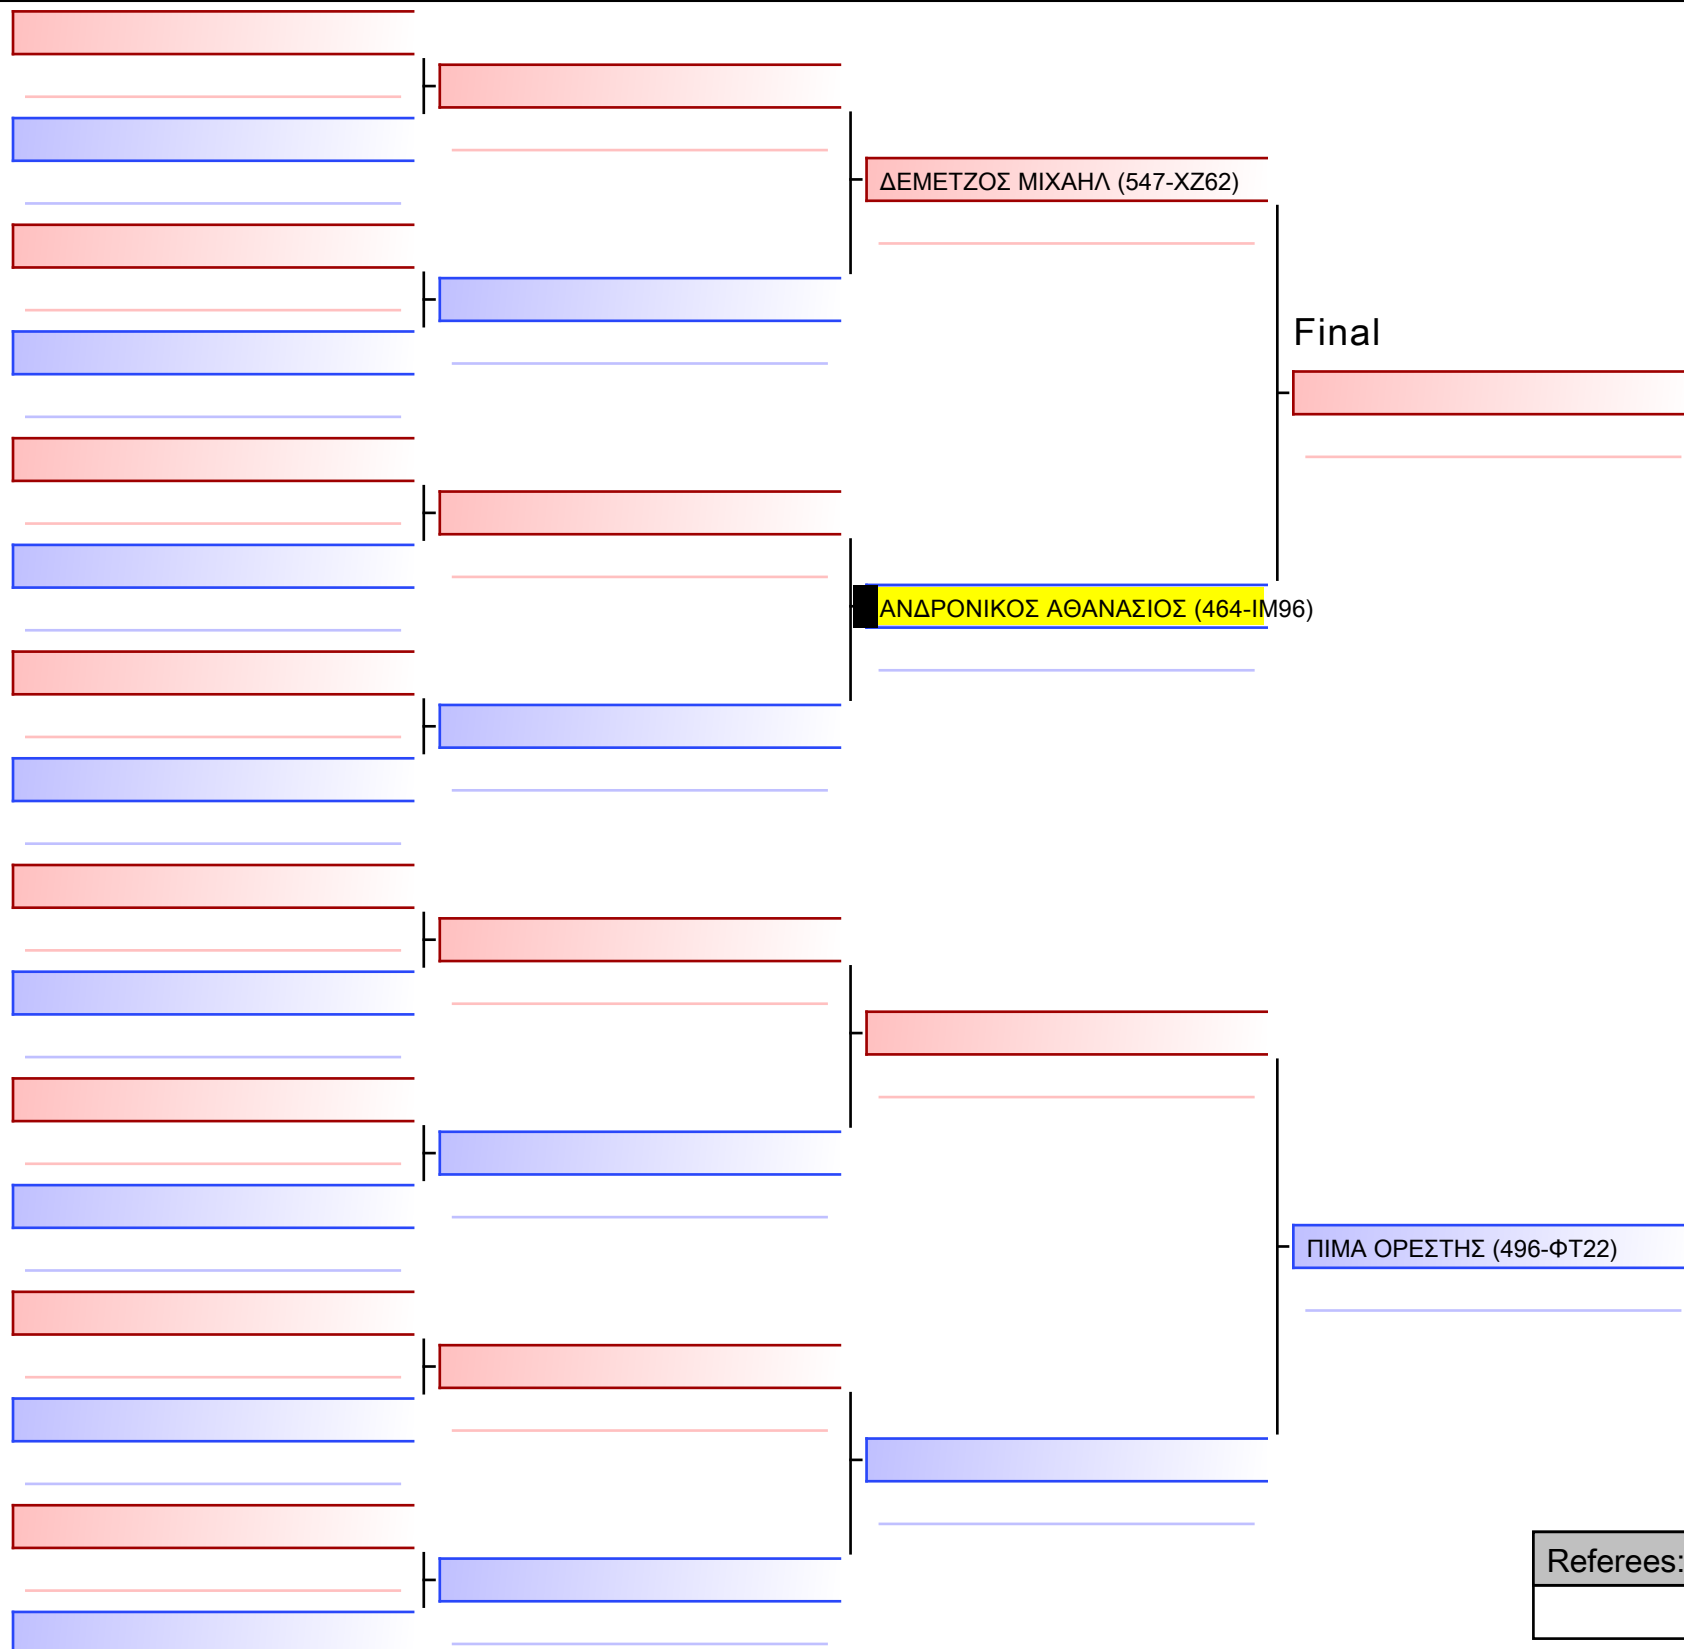 ΔΕΜΕΤΖΟΣ ΜΙΧΑΗΛ (547-ΧΖ62)
Final
ΑΝΔΡΟΝΙΚΟΣ ΑΘΑΝΑΣΙΟΣ (464-ΙΜ96)
ΠΙΜΑ ΟΡΕΣΤΗΣ (496-ΦΤ22)
Referees: